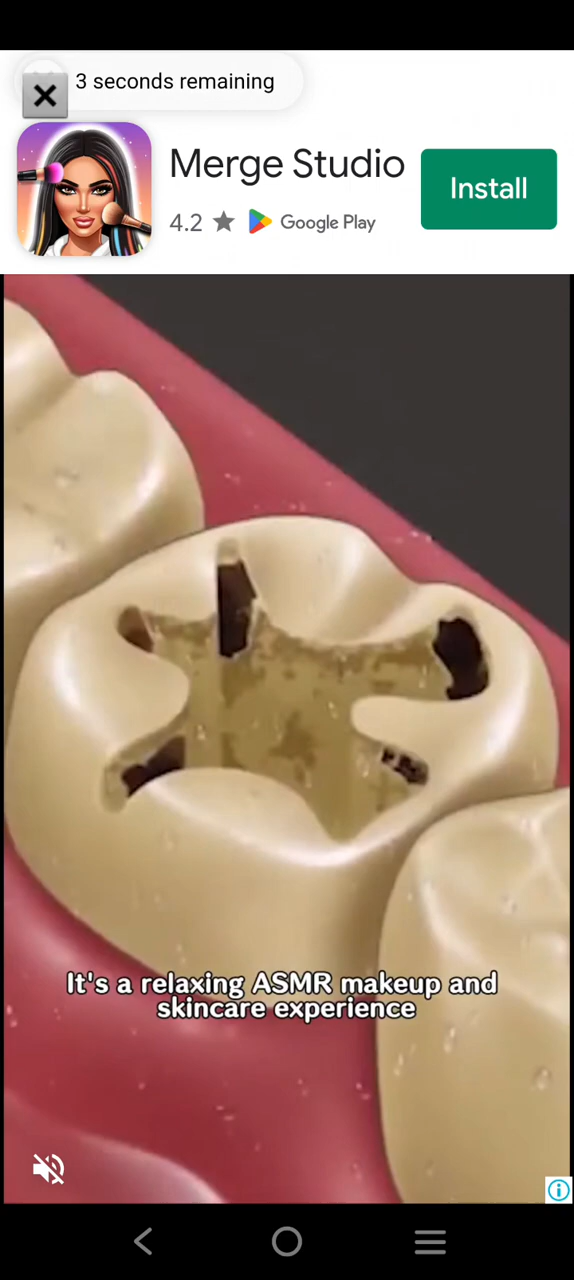 3 seconds remaining
Merge Studio
Install
4.2 ★ Google Play
It's a relaxing ASMR makeup and
skincare experience